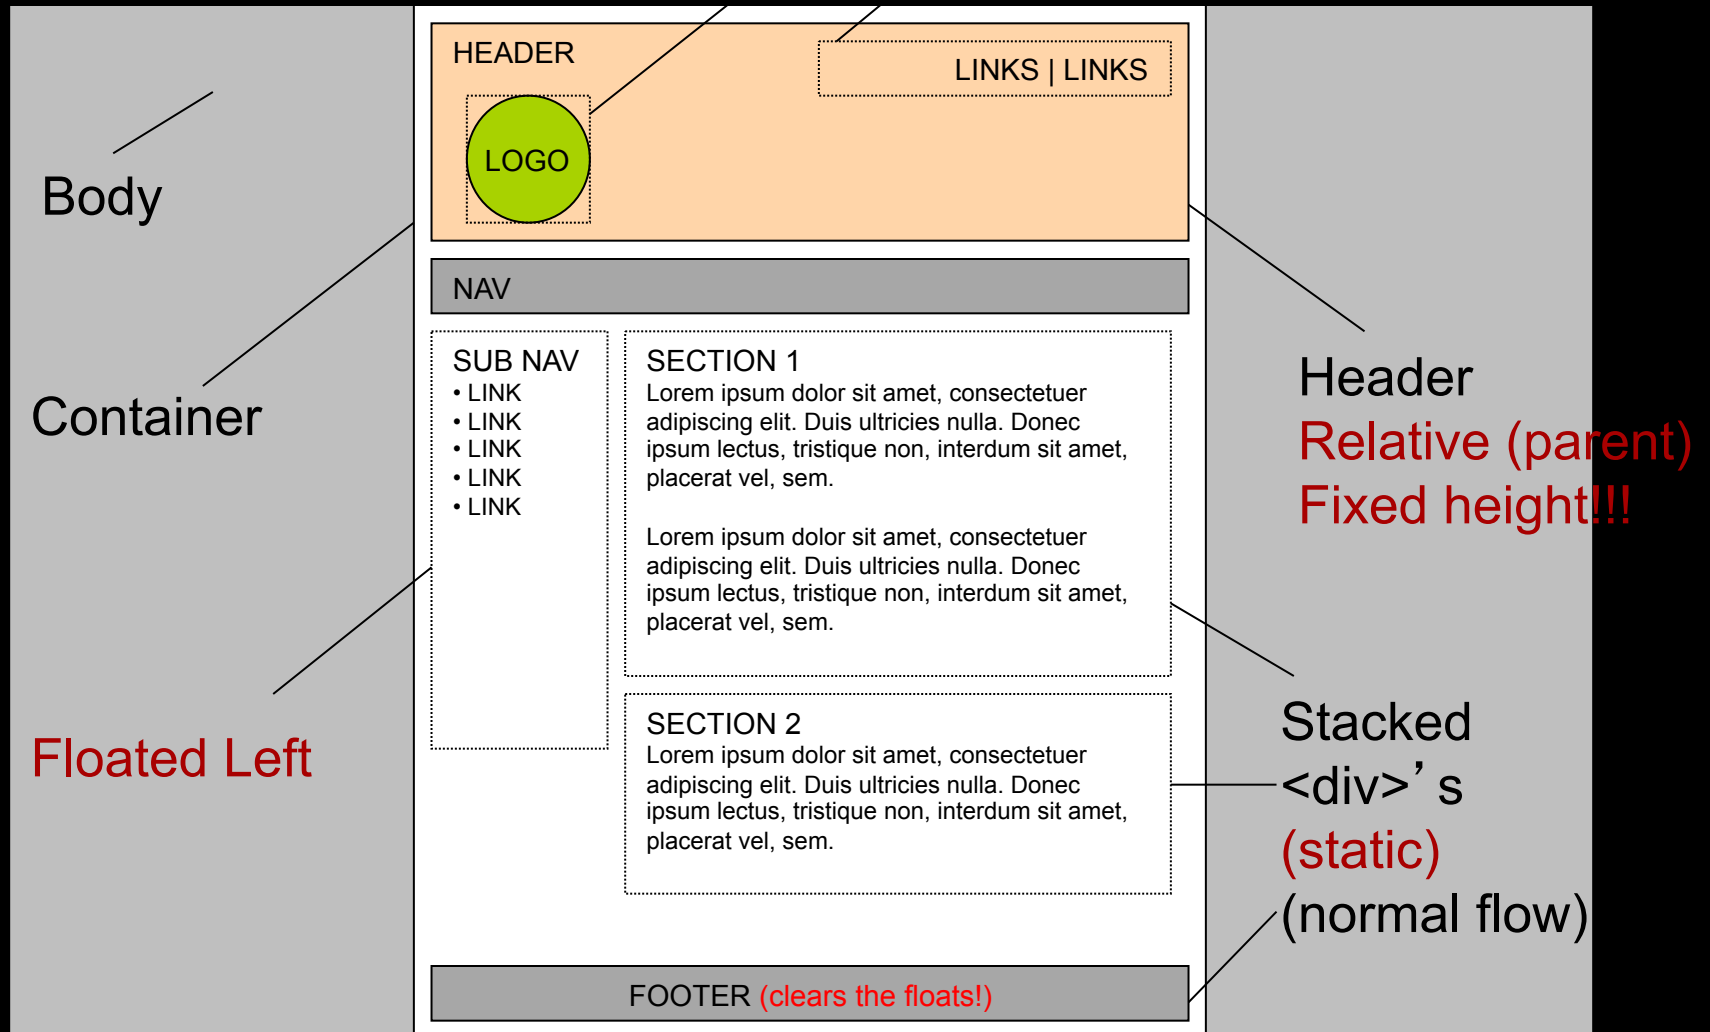 HEADER
LINKS | LINKS
LOGO
Body
NAV
Container
SUB NAV
• LINK
• LINK
• LINK
• LINK
• LINK
SECTION 1
Lorem ipsum dolor sit amet, consectetuer
adipiscing elit. Duis ultricies nulla. Donec
ipsum lectus, tristique non, interdum sit amet,
placerat vel, sem.
Lorem ipsum dolor sit amet, consectetuer
adipiscing elit. Duis ultricies nulla. Donec
ipsum lectus, tristique non, interdum sit amet,
placerat vel, sem.
Header
Relative (parent)
Fixed height!!!
Floated Left
SECTION 2
Lorem ipsum dolor sit amet, consectetuer
adipiscing elit. Duis ultricies nulla. Donec
ipsum lectus, tristique non, interdum sit amet,
placerat vel, sem.
Stacked
<div>’s
(static)
(normal flow)
FOOTER (clears the floats!)